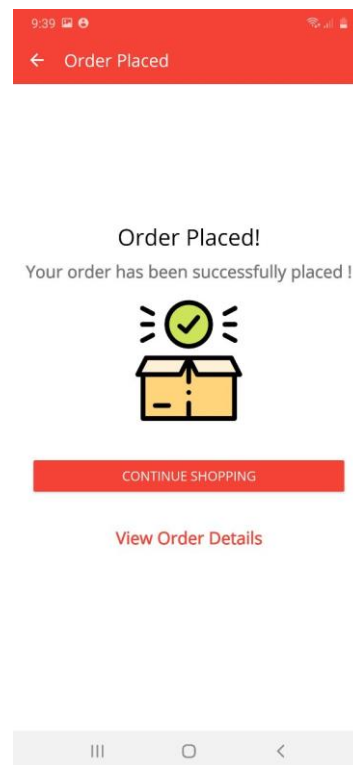 9:39
Order Placed
Order Placed!
Your order has been successfully placed !
CONTINUE SHOPPING
View Order Details